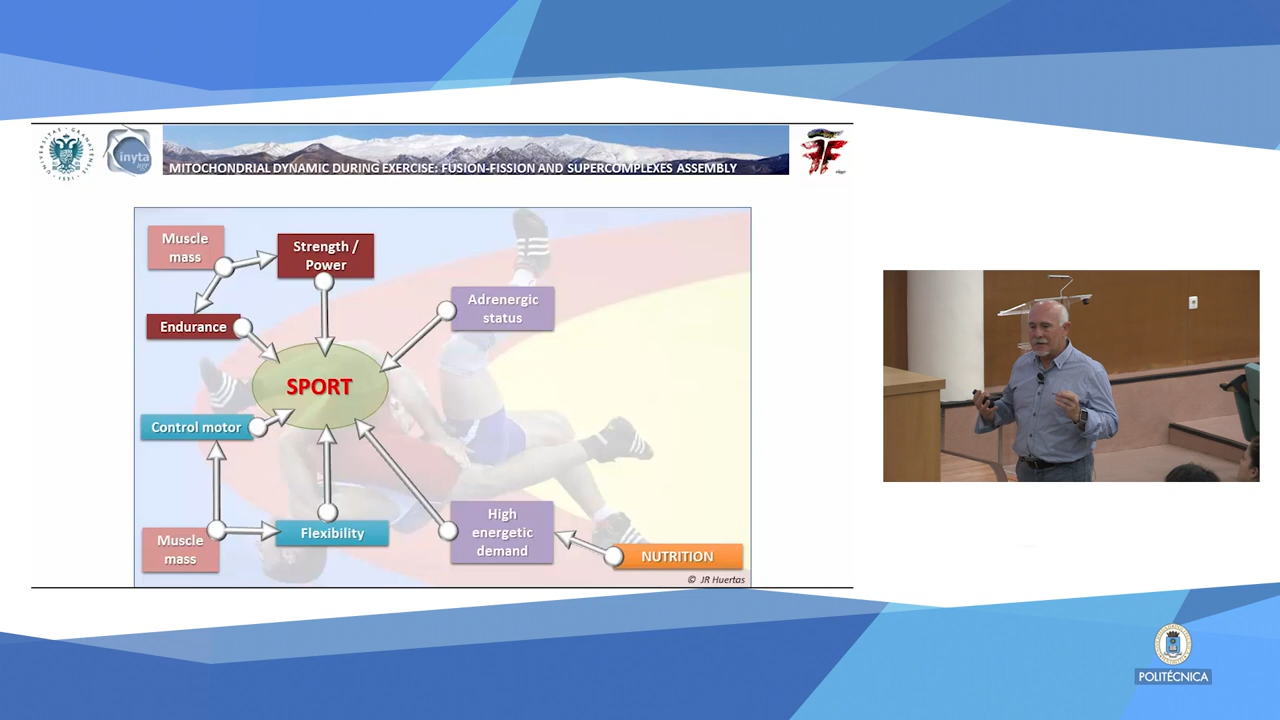 inyta
MITOCHONDRIAL DYNAMIC DURING EXERCISE: FUSION-FISSION AND SUPERCOMPLEXES ASSEMBLY
Muscle
mass
Strength /
Power
Adrenergic
status
Endurance
SPORT
Control motor
High
energetic
demand
Flexibility
Muscle
mass
NUTRITION
© JR Huertas
POLITÉCNICA